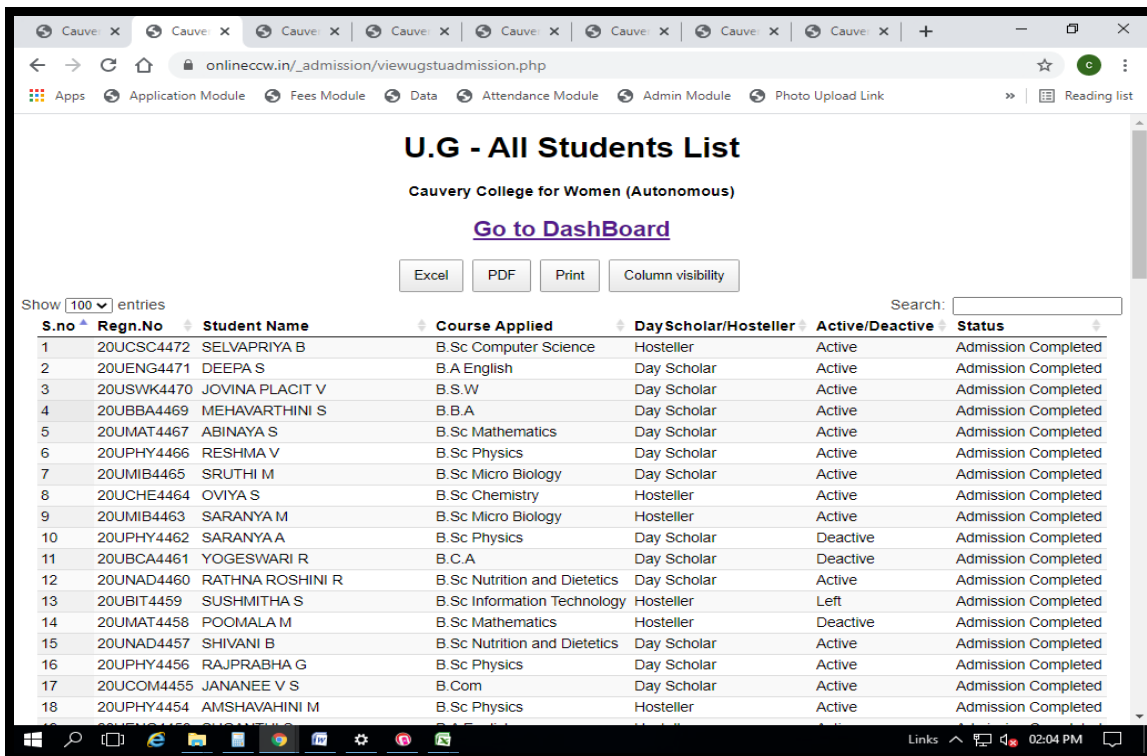 Cauver Cauver Cauver Cauver Cauver Cauver Cauver Cauver
onlineccw.in/_admission/viewugstuadmission.php C
Apps Application Module Fees Module Data Attendance Module Admin Module Photo Upload Link » Reading list
U.G - All Students List
Cauvery College for Women (Autonomous)
Go to DashBoard
Excel PDF Print Column visibility
Show 100 entries Search:
S.no Regn.No Student Name Course Applied DayScholar/Hosteller Active/Deactive Status
1 20UCSC4472 SELVAPRIYA B B.Sc Computer Science Hosteller Active Admission Completed
2 20UENG4471 DEEPA S B.A English Day Scholar Active Admission Completed
3 20USWK4470 JOVINA PLACIT V B.S.W Day Scholar Active Admission Completed
4 20UBBA4469 MEHAVARTHINI S B.B.A Day Scholar Active Admission Completed
5 20UMAT4467 ABINAYA S B.Sc Mathematics Day Scholar Active Admission Completed
6 20UPHY4466 RESHMA V B.Sc Physics Day Scholar Active Admission Completed
7 20UMIB4465 SRUTHI M B.Sc Micro Biology Day Scholar Active Admission Completed
8 20UCHE4464 OVIYA S B.Sc Chemistry Hosteller Active Admission Completed
9 20UMIB4463 SARANYA M B.Sc Micro Biology Hosteller Active Admission Completed
10 20UPHY4462 SARANYA A B.Sc Physics Day Scholar Deactive Admission Completed
11 20UBCA4461 YOGESWARI R B.C.A Day Scholar Deactive Admission Completed
12 20UNAD4460 RATHNA ROSHINI R B.Sc Nutrition and Dietetics Day Scholar Active Admission Completed
13 20UBIT4459 SUSHMITHA S B.Sc Information Technology Hosteller Left Admission Completed
14 20UMAT4458 POOMALA M B.Sc Mathematics Hosteller Deactive Admission Completed
15 20UNAD4457 SHIVANI B B.Sc Nutrition and Dietetics Day Scholar Active Admission Completed
16 20UPHY4456 RAJPRABHA G B.Sc Physics Day Scholar Active Admission Completed
17 20UCOM4455 JANANEE V S B.Com Day Scholar Active Admission Completed
18 20UPHY4454 AMSHAVAHINI M B.Sc Physics Hosteller Active Admission Completed
Links 02:04 PM